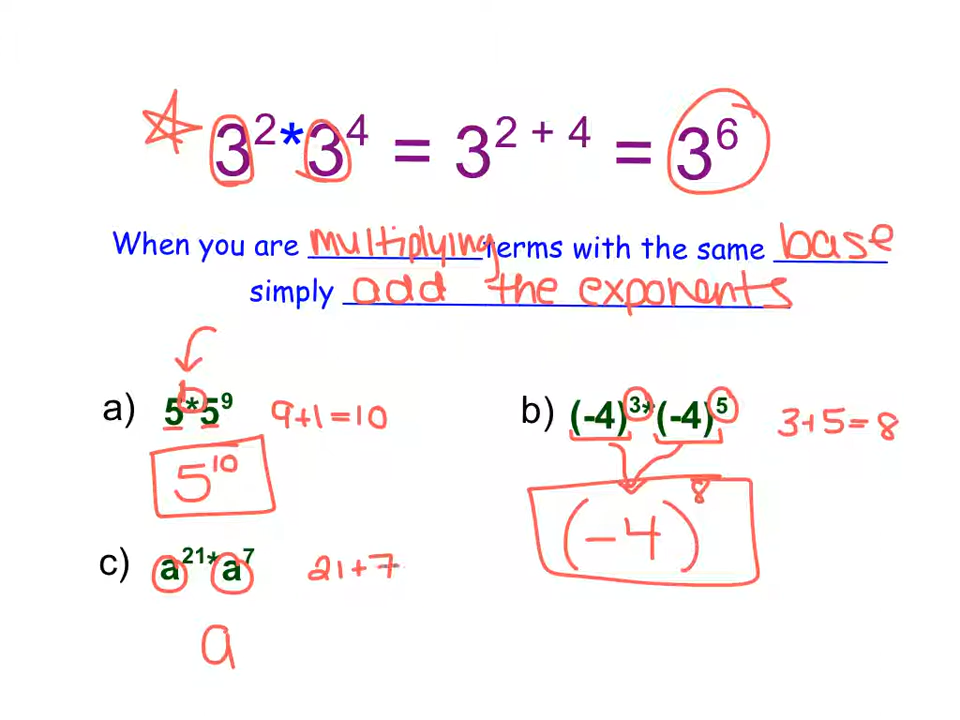 3² * 3⁴ = 3² ⁺ ⁴ = 3⁶
When you are multiplying terms with the same base
simply add the exponents
a) 5*5⁹ 9+1=10
5¹⁰
b) (-4)³*(-4)⁵ 3+5=8
(-4)⁸
c) a²¹*a⁷ 21+7
a